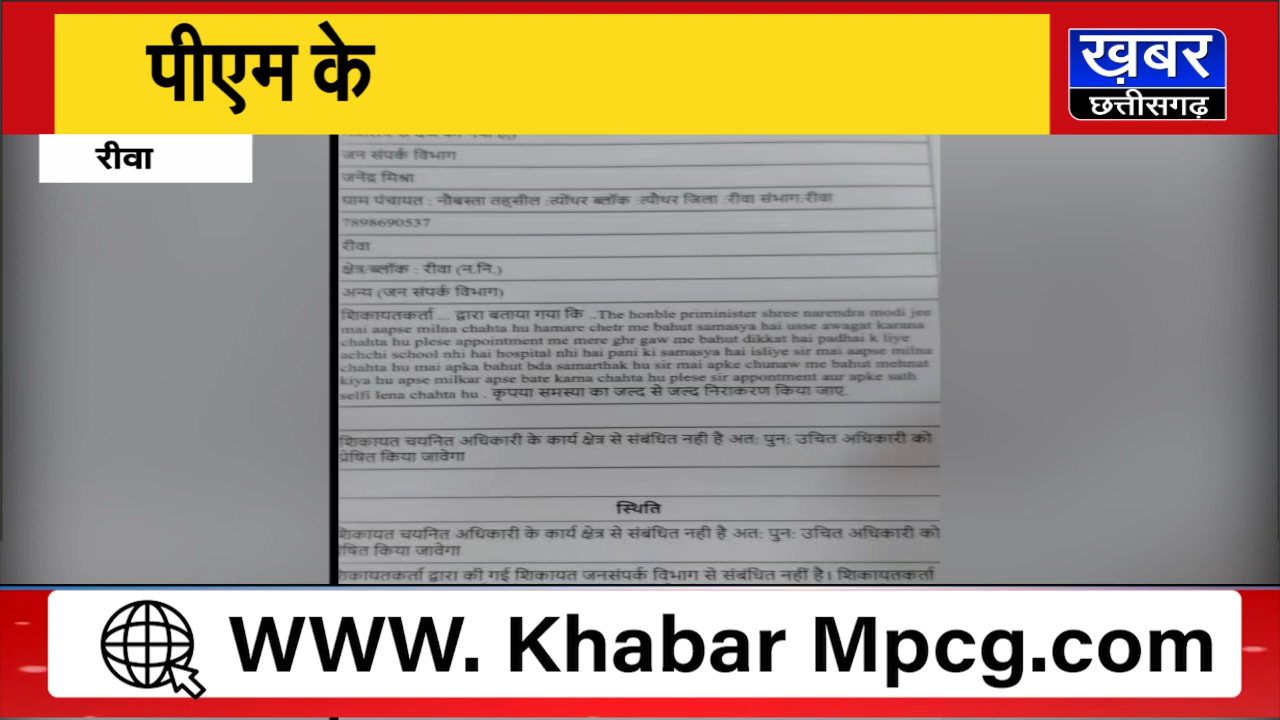 पीएम के
ख़बर
छत्तीसगढ़
रीवा
जन संपर्क विभाग
जनेंद्र मिश्रा
ग्राम पंचायत : नौबस्ता तहसील :त्योंथर ब्लॉक :त्यौथर जिला :रीवा संभाग:रीवा
7898690537
रीवा
क्षेत्र/ब्लॉक : रीवा (न.नि.)
अन्य (जन संपर्क विभाग)
शिकायतकर्ता ... द्वारा बताया गया कि ..The honble priminister shree narendra modi jee
mai aapse milna chahta hu hamare chetr me bahut samasya hai usse awagat karana
chahta hu plese appointment me mere ghr gaw me bahut dikkat hai padhai k liye
achchi school nhi hai hospital nhi hai pani ki samasya hai isliye sir mai aapse milna
chahta hu mai apka bahut bda samarthak hu sir mai apke chunaw me bahut mehnat
kiya hu apse milkar apse bate karna chahta hu plese sir appontment aur apke sath
selfi lena chahta hu . कृपया समस्या का जल्द से जल्द निराकरण किया जाए.
शिकायत चयनित अधिकारी के कार्य क्षेत्र से संबंधित नही है अत: पुन: उचित अधिकारी को
प्रेषित किया जावेगा
स्थिति
शिकायत चयनित अधिकारी के कार्य क्षेत्र से संबंधित नही है अत: पुन: उचित अधिकारी को
प्रेषित किया जावेगा
शिकायतकर्ता द्वारा की गई शिकायत जनसंपर्क विभाग से संबंधित नहीं है। शिकायतकर्ता
WWW. Khabar Mpcg.com